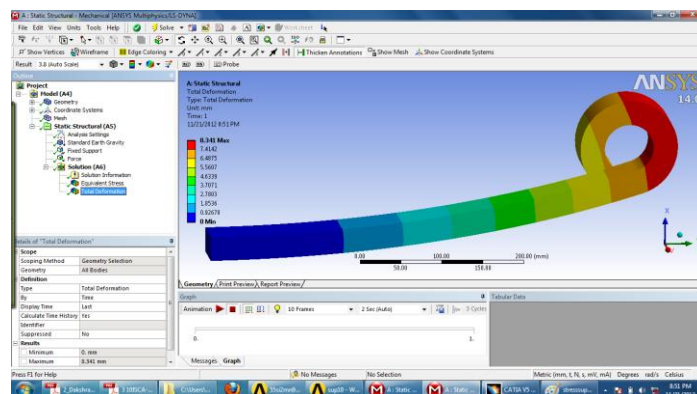 A : Static Structural - Mechanical [ANSYS Multiphysics/LS-DYNA]
File Edit View Units Tools Help Solve Worksheet
Show Vertices Wireframe Edge Coloring Thicken Annotations Show Mesh Show Coordinate Systems
Result 3.8 (Auto Scale) Probe
Outline
Project
Model (A4)
Geometry
Coordinate Systems
Mesh
Static Structural (A5)
Analysis Settings
Standard Earth Gravity
Fixed Support
Force
Solution (A6)
Solution Information
Equivalent Stress
Total Deformation
A: Static Structural
Total Deformation
Type: Total Deformation
Unit: mm
Time: 1
11/21/2012 8:51 PM
8.341 Max
7.4142
6.4875
5.5607
4.6339
3.7071
2.7803
1.8536
0.92678
0 Min
ANSYS
14.0
0.00 100.00 200.00 (mm)
50.00 150.00
X
Z
Geometry Print Preview Report Preview
Details of "Total Deformation"
Scope
Scoping Method Geometry Selection
Geometry All Bodies
Definition
Type Total Deformation
By Time
Display Time Last
Calculate Time History Yes
Identifier
Suppressed No
Results
Minimum 0. mm
Maximum 8.341 mm
Graph
Animation 10 Frames 2 Sec (Auto) 3 Cycles
0. 1.
Messages Graph
Tabular Data
Press F1 for Help No Messages No Selection Metric (mm, t, N, s, mV, mA) Degrees rad/s Celsius
A : Static ... A : Static ... CATIA V5 ... 8:51 PM